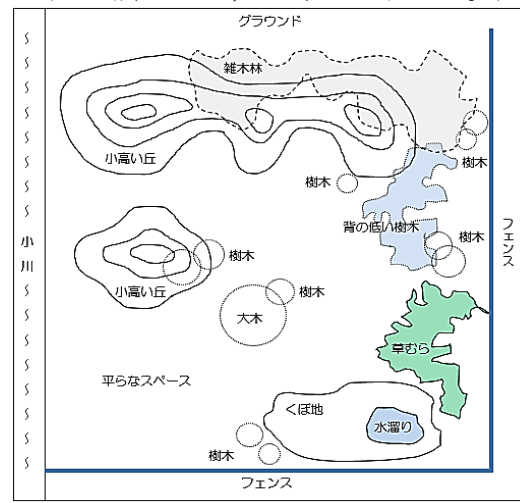 グラウンド
雑木林
小高い丘
樹木
樹木
背の低い樹木
小川
フェンス
樹木
樹木
小高い丘
樹木
大木
草むら
平らなスペース
くぼ地
水溜り
樹木
フェンス